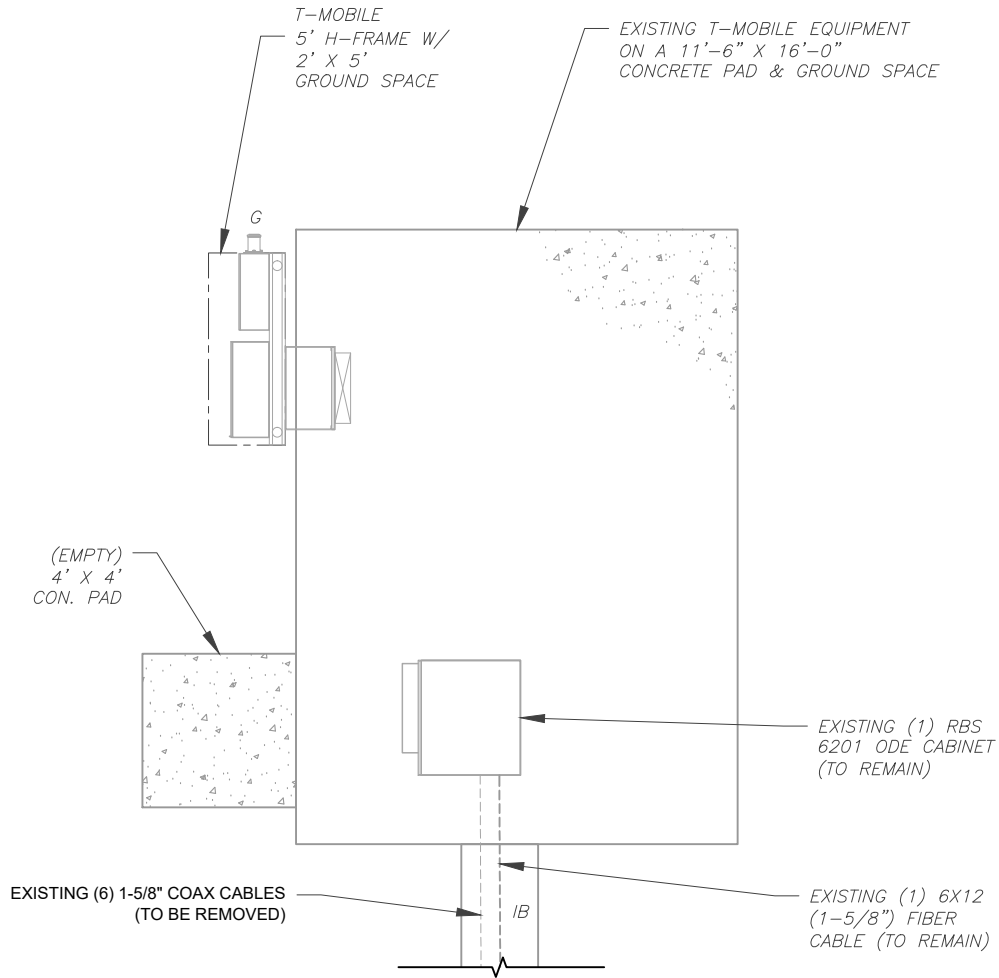 T-MOBILE
5' H-FRAME W/
2' X 5'
GROUND SPACE
EXISTING T-MOBILE EQUIPMENT
ON A 11'-6" X 16'-0"
CONCRETE PAD & GROUND SPACE
G
(EMPTY)
4' X 4'
CON. PAD
EXISTING (1) RBS
6201 ODE CABINET
(TO REMAIN)
EXISTING (6) 1-5/8" COAX CABLES
(TO BE REMOVED)
IB
EXISTING (1) 6X12
(1-5/8") FIBER
CABLE (TO REMAIN)